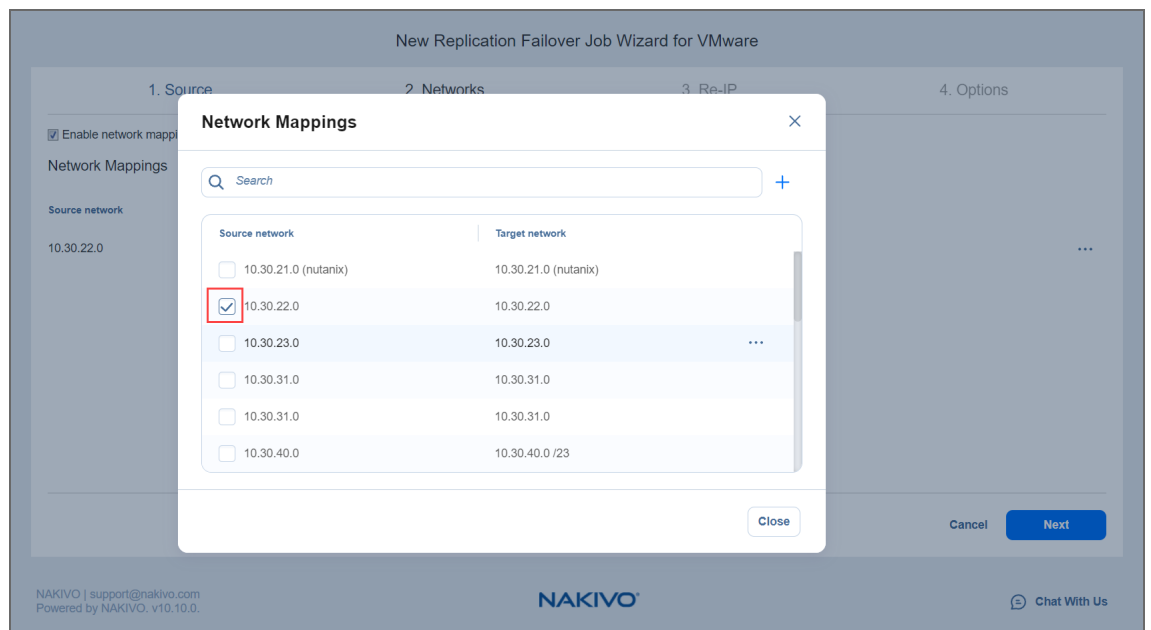 New Replication Failover Job Wizard for VMware
1. Source 2. Networks 3. Re-IP 4. Options
Network Mappings
Enable network mappi
Network Mappings
Search
Source network
Source network Target network
10.30.22.0
10.30.21.0 (nutanix) 10.30.21.0 (nutanix)
10.30.22.0 10.30.22.0
10.30.23.0 10.30.23.0
10.30.31.0 10.30.31.0
10.30.31.0 10.30.31.0
10.30.40.0 10.30.40.0 /23
Close
Cancel Next
NAKIVO | support@nakivo.com
Powered by NAKIVO. v10.10.0.
NAKIVO®
Chat With Us